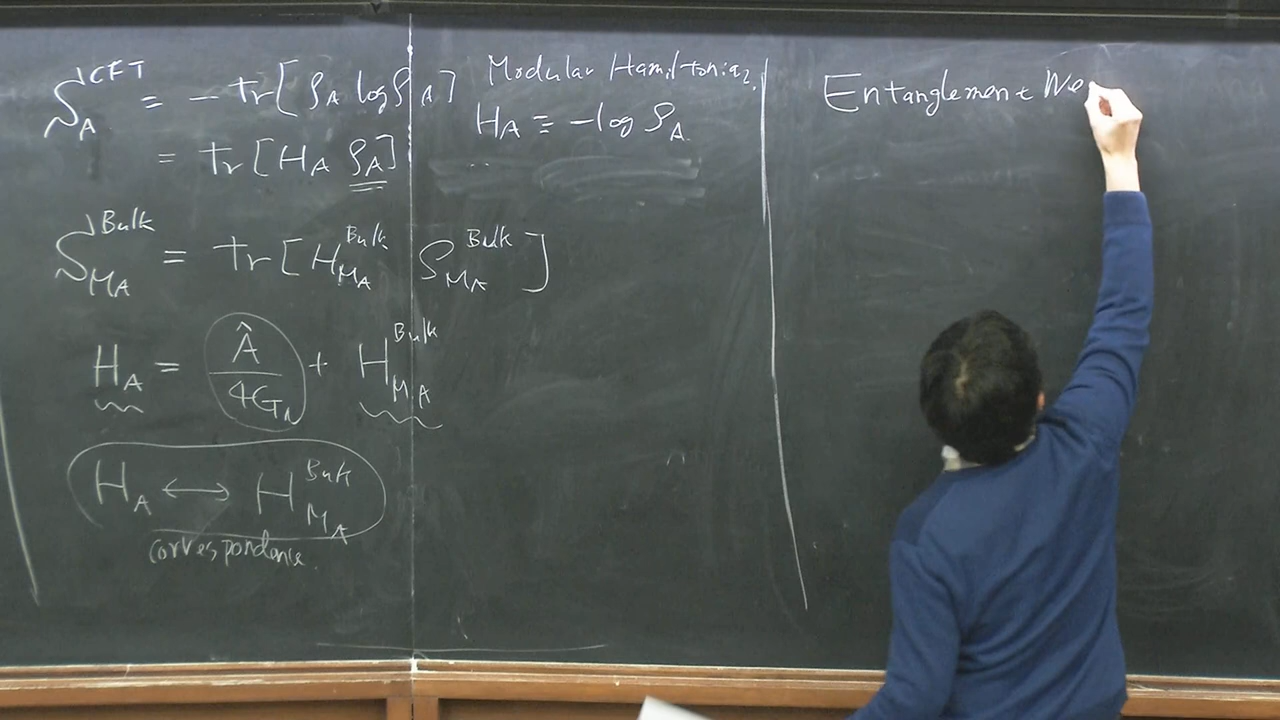 S_A^{CFT} = - tr[ρ_A log ρ_A]
= tr[H_A ρ_A]
Modular Hamiltonian.
H_A ≡ -log ρ_A
S_{M_A}^{Bulk} = tr[H_{M_A}^{Bulk} ρ_{M_A}^{Bulk}]
H_A = Â/4G_N + H_{M_A}^{Bulk}
H_A ↔ H_{M_A}^{Bulk}
correspondence.
Entanglement We